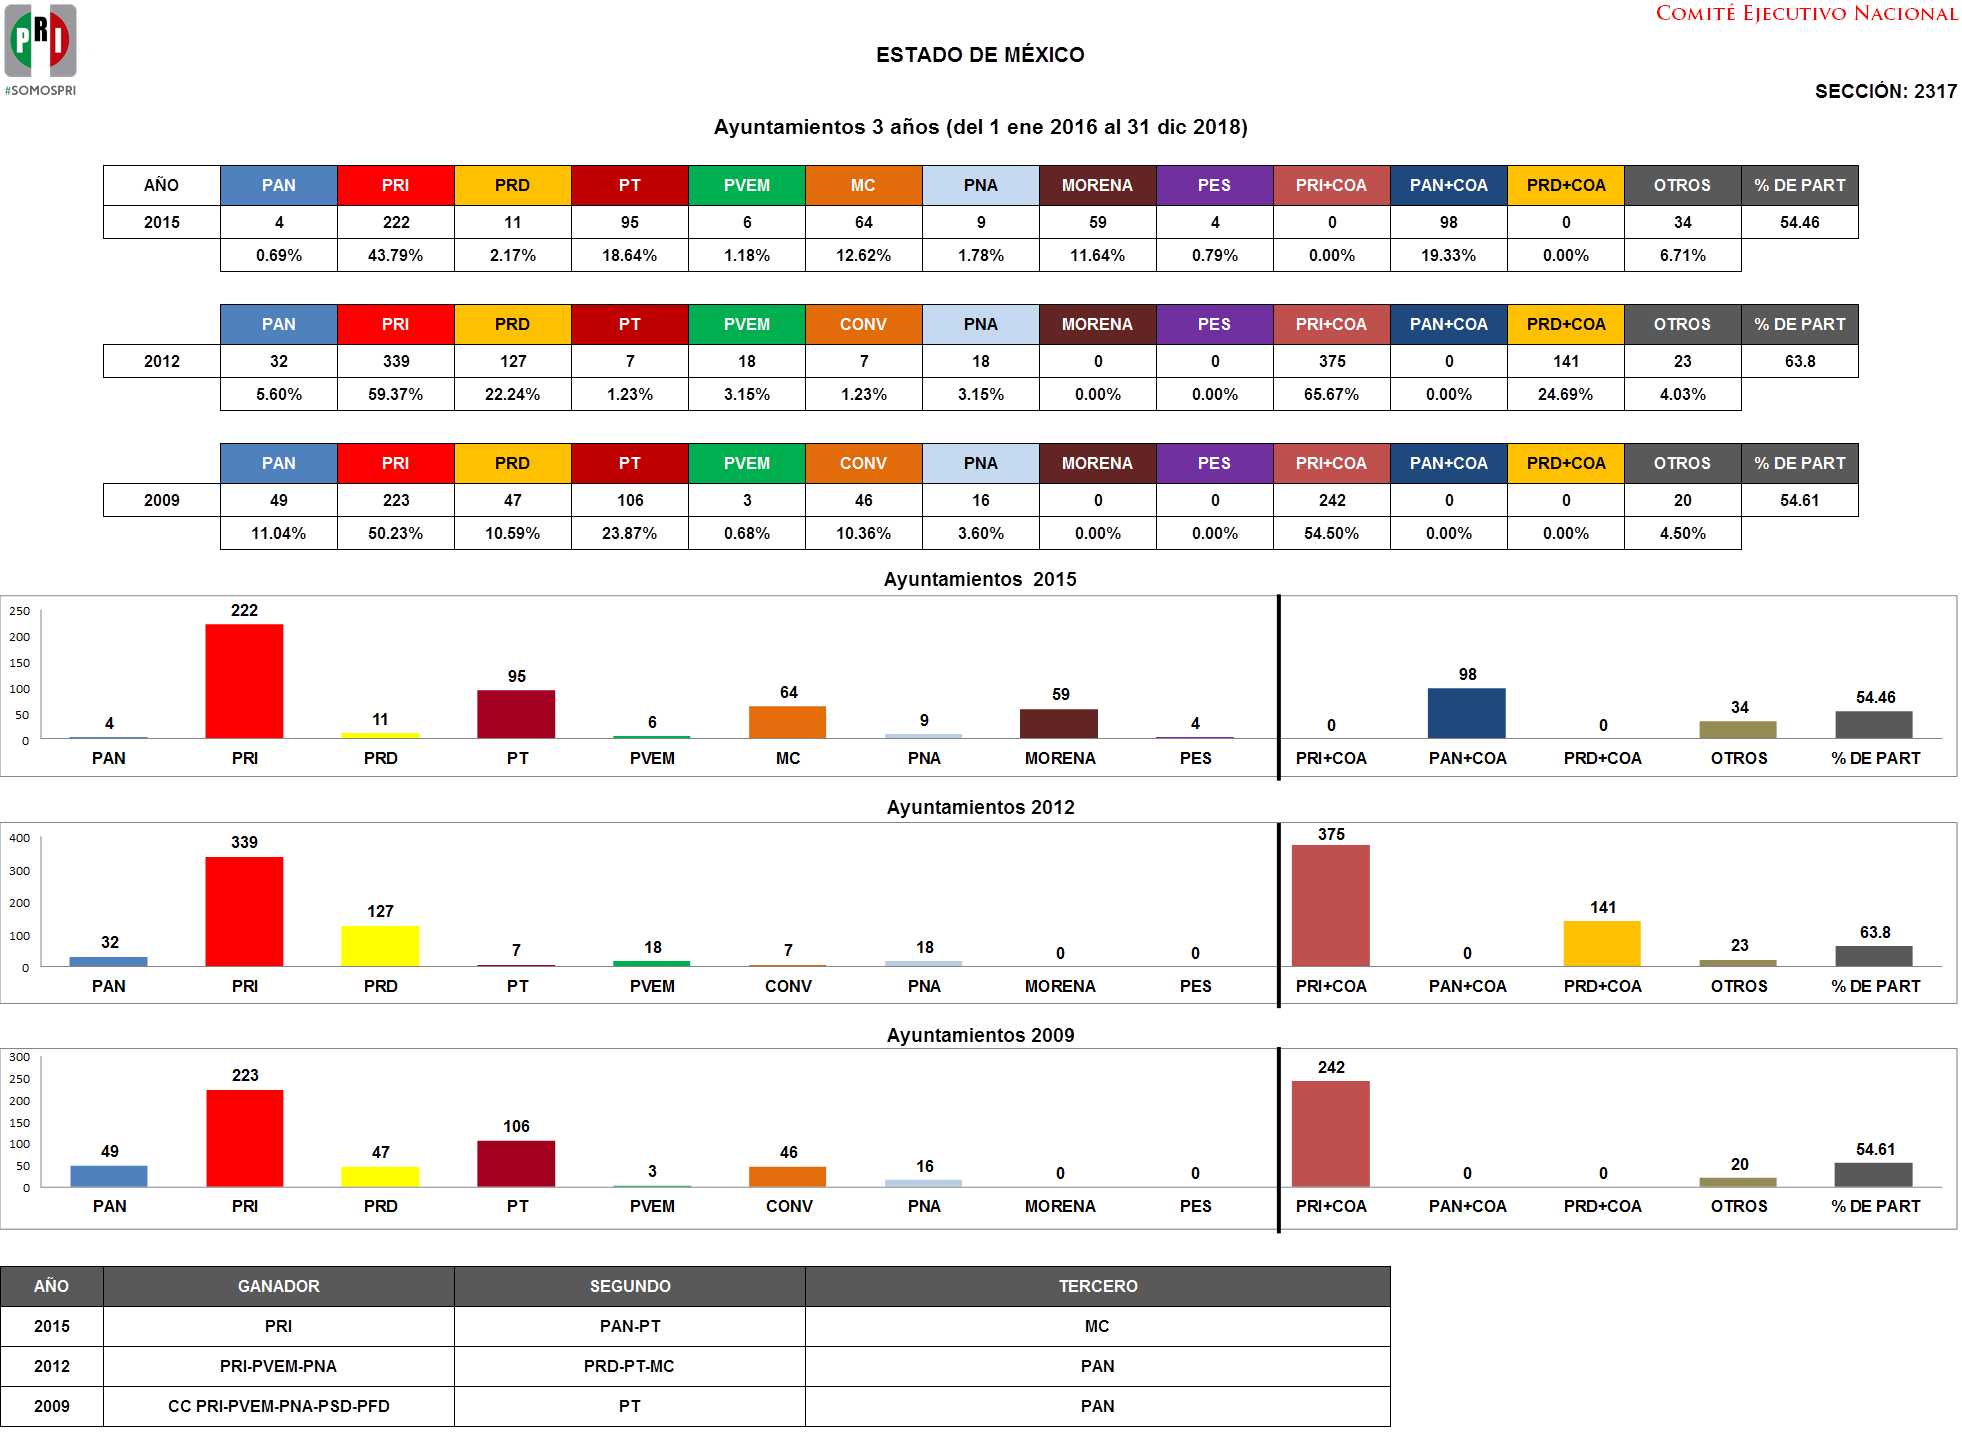 PRI
#SOMOSPRI
COMITÉ EJECUTIVO NACIONAL
ESTADO DE MÉXICO
SECCIÓN: 2317
Ayuntamientos 3 años (del 1 ene 2016 al 31 dic 2018)
AÑO PAN PRI PRD PT PVEM MC PNA MORENA PES PRI+COA PAN+COA PRD+COA OTROS % DE PART
2015 4 222 11 95 6 64 9 59 4 0 98 0 34 54.46
0.69% 43.79% 2.17% 18.64% 1.18% 12.62% 1.78% 11.64% 0.79% 0.00% 19.33% 0.00% 6.71%
PAN PRI PRD PT PVEM CONV PNA MORENA PES PRI+COA PAN+COA PRD+COA OTROS % DE PART
2012 32 339 127 7 18 7 18 0 0 375 0 141 23 63.8
5.60% 59.37% 22.24% 1.23% 3.15% 1.23% 3.15% 0.00% 0.00% 65.67% 0.00% 24.69% 4.03%
PAN PRI PRD PT PVEM CONV PNA MORENA PES PRI+COA PAN+COA PRD+COA OTROS % DE PART
2009 49 223 47 106 3 46 16 0 0 242 0 0 20 54.61
11.04% 50.23% 10.59% 23.87% 0.68% 10.36% 3.60% 0.00% 0.00% 54.50% 0.00% 0.00% 4.50%
Ayuntamientos 2015
250
200
150
100
50
0
4 222 11 95 6 64 9 59 4 0 98 0 34 54.46
PAN PRI PRD PT PVEM MC PNA MORENA PES PRI+COA PAN+COA PRD+COA OTROS % DE PART
Ayuntamientos 2012
400
300
200
100
0
32 339 127 7 18 7 18 0 0 375 0 141 23 63.8
PAN PRI PRD PT PVEM CONV PNA MORENA PES PRI+COA PAN+COA PRD+COA OTROS % DE PART
Ayuntamientos 2009
300
250
200
150
100
50
0
49 223 47 106 3 46 16 0 0 242 0 0 20 54.61
PAN PRI PRD PT PVEM CONV PNA MORENA PES PRI+COA PAN+COA PRD+COA OTROS % DE PART
AÑO GANADOR SEGUNDO TERCERO
2015 PRI PAN-PT MC
2012 PRI-PVEM-PNA PRD-PT-MC PAN
2009 CC PRI-PVEM-PNA-PSD-PFD PT PAN